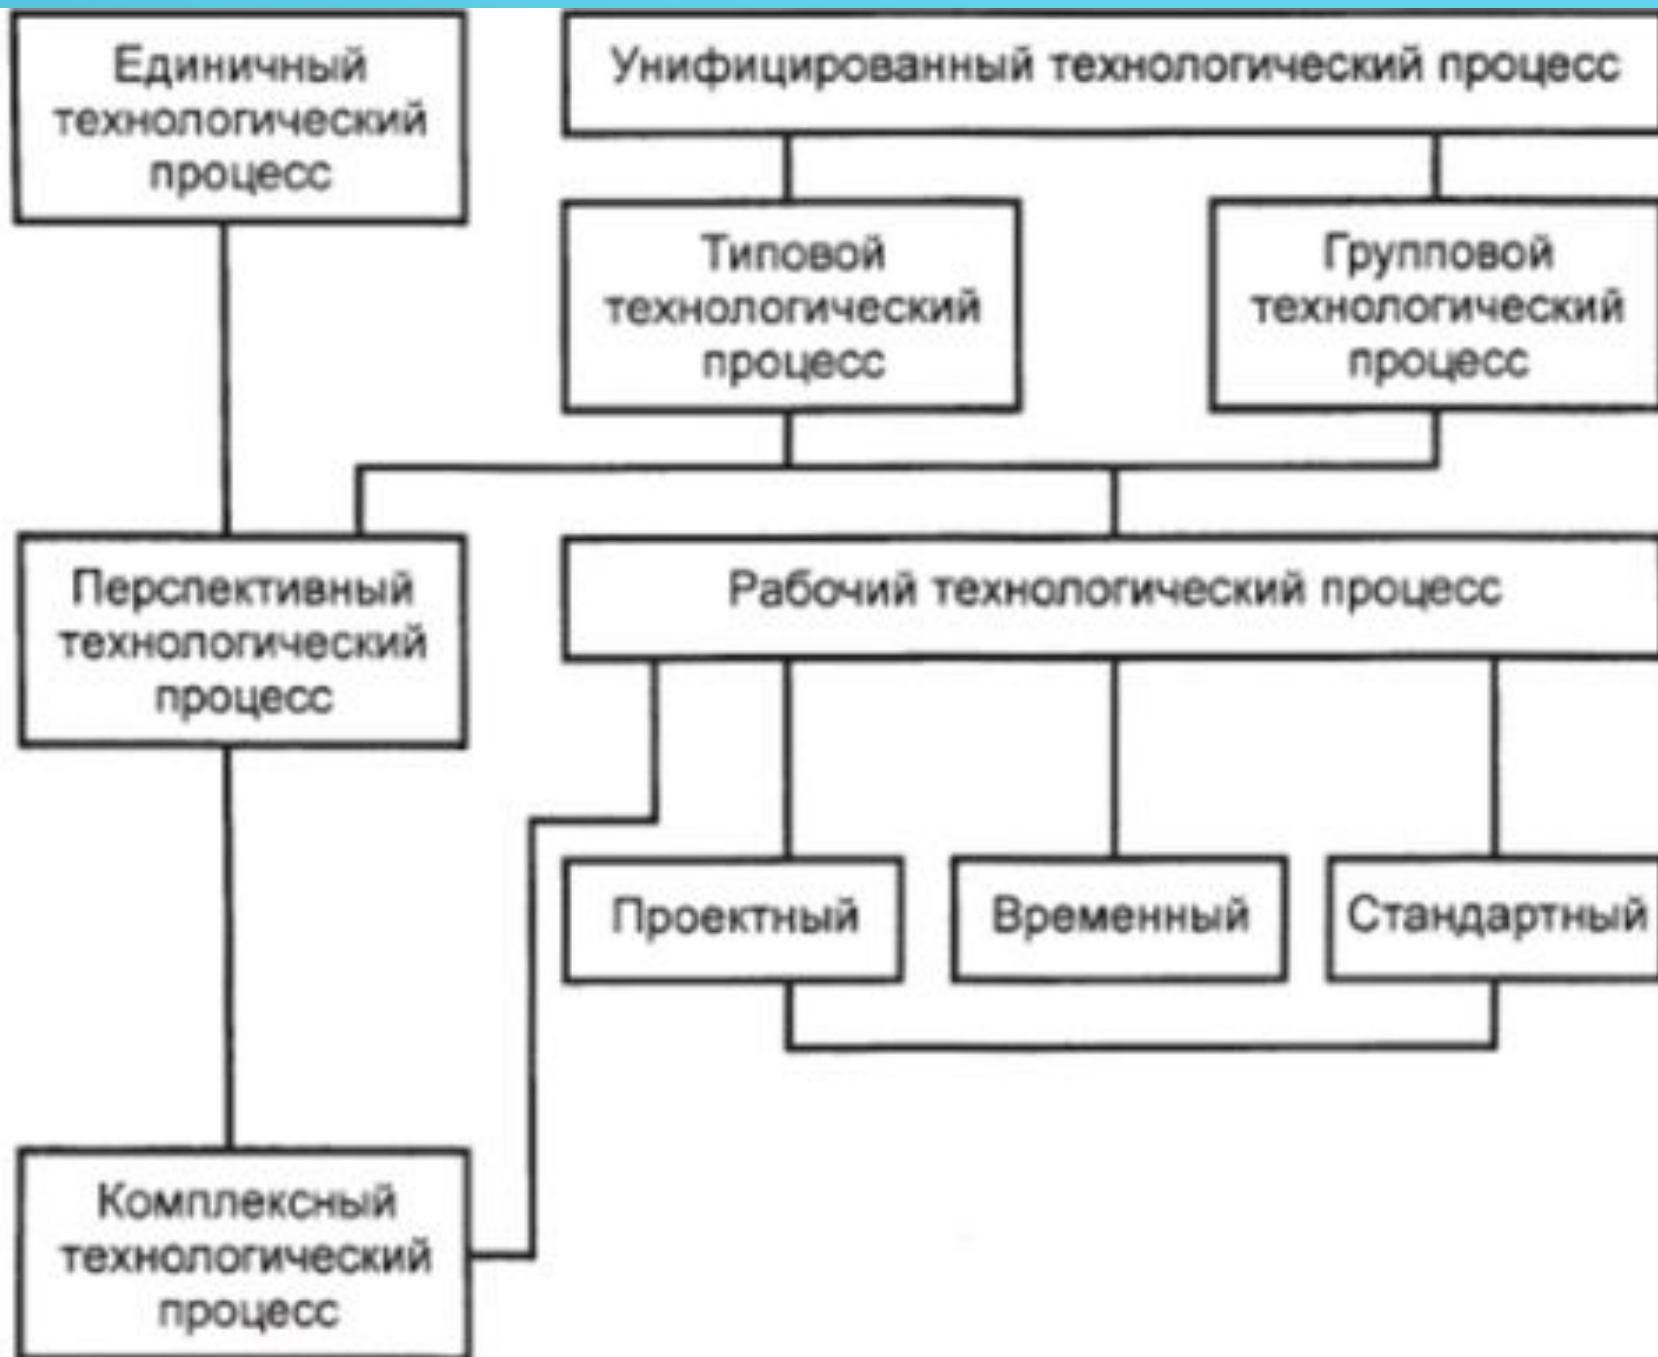 Единичный
технологический
процесс
Унифицированный технологический процесс
Типовой
технологический
процесс
Групповой
технологический
процесс
Перспективный
технологический
процесс
Рабочий технологический процесс
Проектный
Временный
Стандартный
Комплексный
технологический
процесс